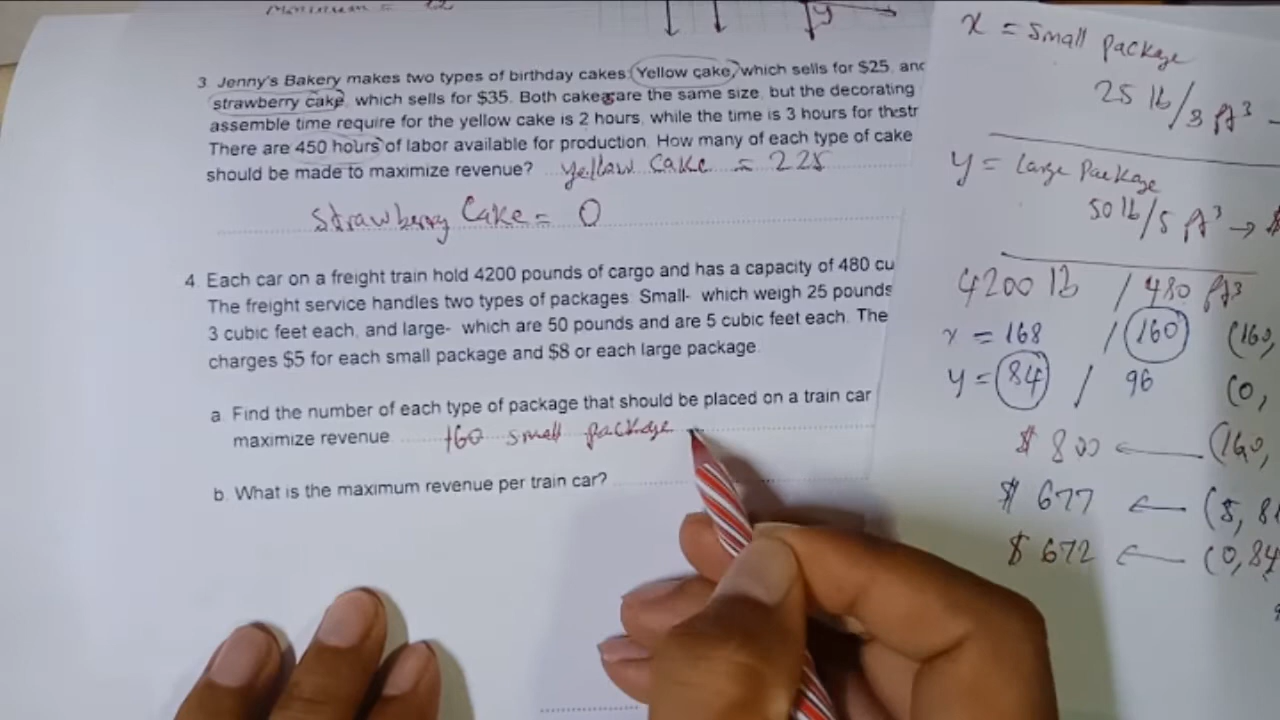 3 Jenny's Bakery makes two types of birthday cakes: Yellow cake, which sells for $25, and
strawberry cake, which sells for $35. Both cakes are the same size, but the decorating
assemble time require for the yellow cake is 2 hours, while the time is 3 hours for the str
There are 450 hours of labor available for production. How many of each type of cake
should be made to maximize revenue? yellow cake = 225
strawberry Cake = 0
4 Each car on a freight train hold 4200 pounds of cargo and has a capacity of 480 cu
The freight service handles two types of packages: Small- which weigh 25 pounds
3 cubic feet each, and large- which are 50 pounds and are 5 cubic feet each. The
charges $5 for each small package and $8 or each large package.
a. Find the number of each type of package that should be placed on a train car
maximize revenue. 160 small package
b. What is the maximum revenue per train car?
y
x = small package
25 lb/3 ft³
y = Large Package
50 lb/5 ft³ → $
4200 lb / 480 ft³
x = 168 / 160 (160,
y = 84 / 96 (0,
$ 800 ← (160,
$ 677 ← (5, 8
$ 672 ← (0, 84